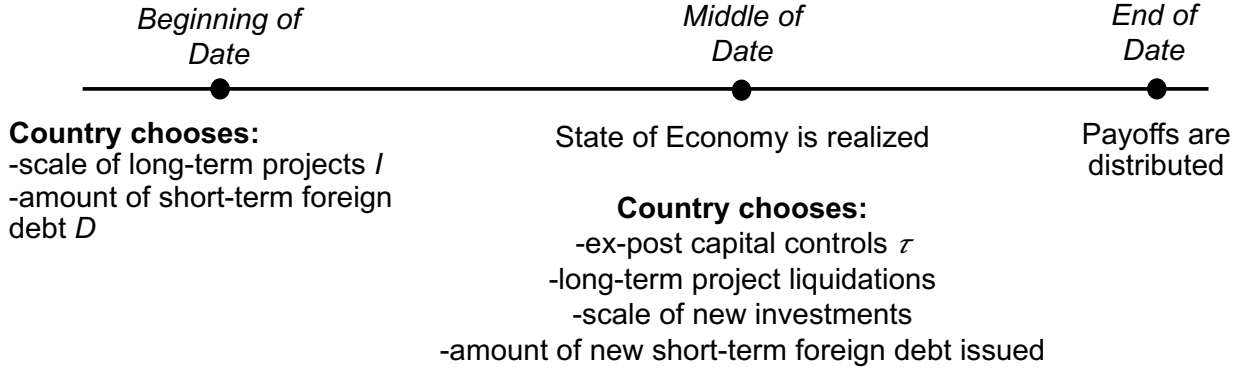 Beginning of
Date
Middle of
Date
End of
Date
Country chooses:
-scale of long-term projects I
-amount of short-term foreign
debt D
State of Economy is realized
Country chooses:
-ex-post capital controls τ
-long-term project liquidations
-scale of new investments
-amount of new short-term foreign debt issued
Payoffs are
distributed